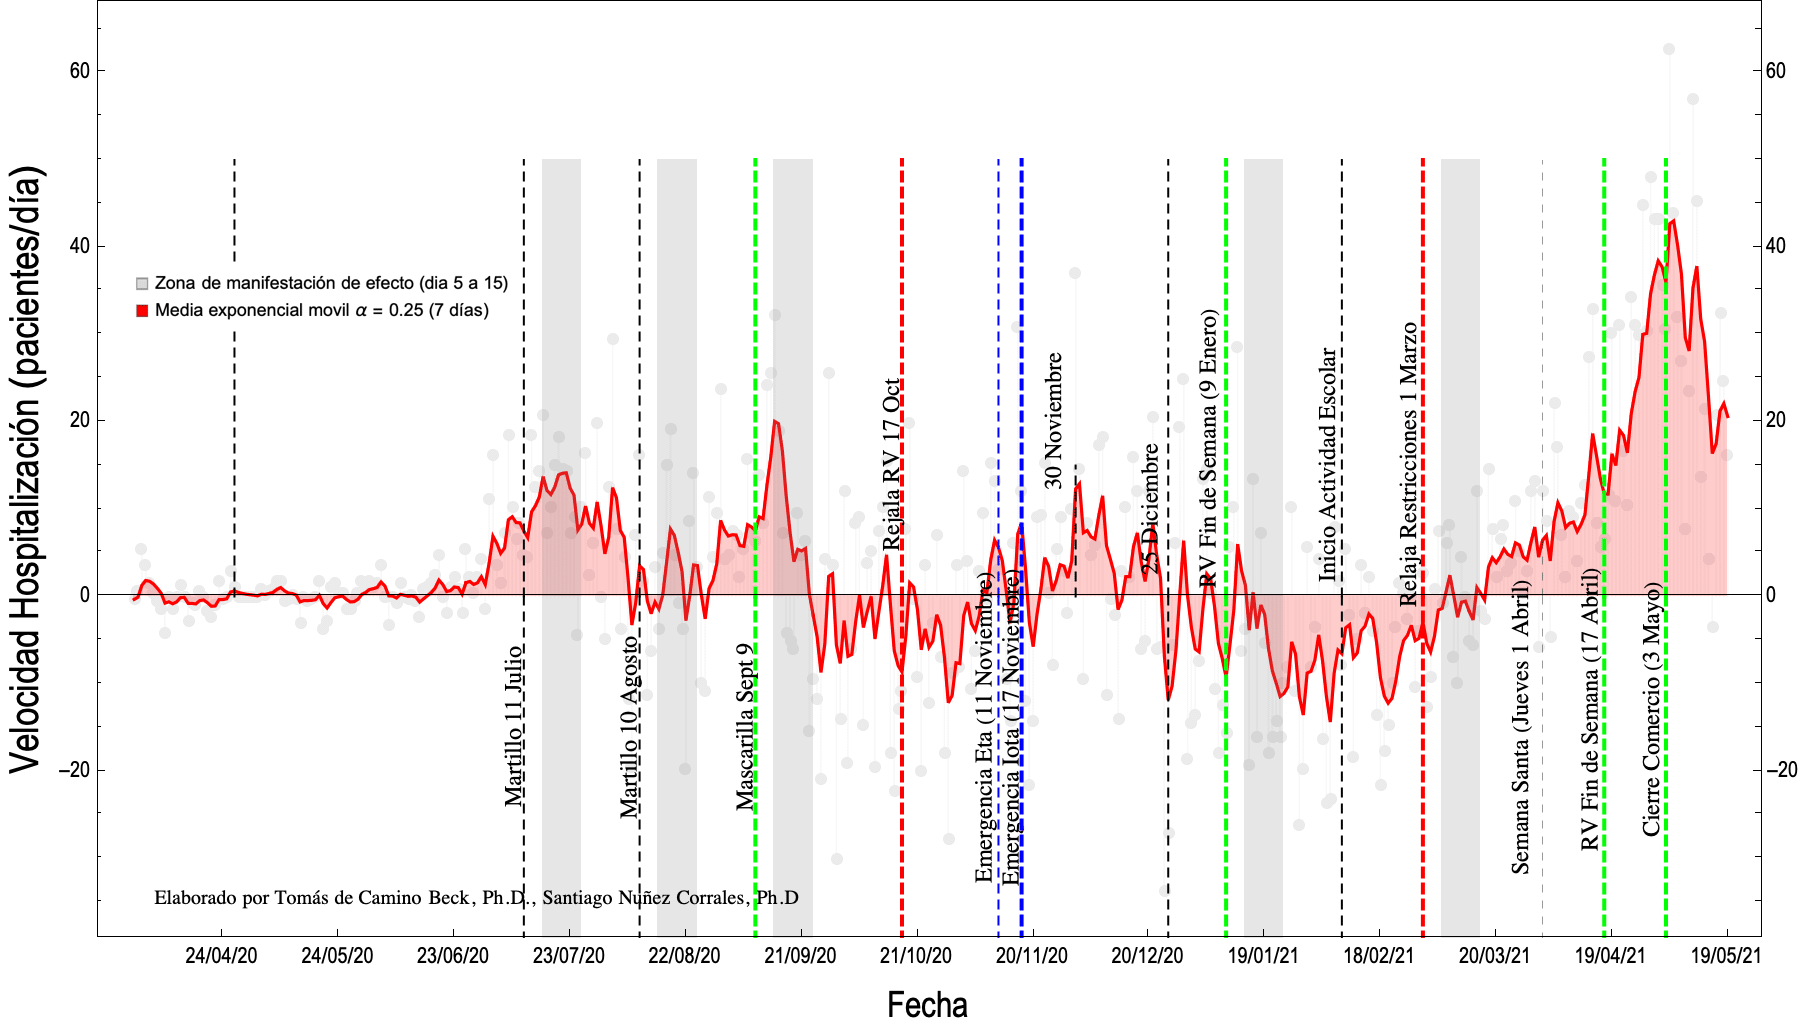 Velocidad Hospitalización (pacientes/día)
60
40
20
0
−20
60
40
20
0
−20
Zona de manifestación de efecto (dia 5 a 15)
Media exponencial movil α = 0.25 (7 días)
Martillo 11 Julio
Martillo 10 Agosto
Mascarilla Sept 9
Rejala RV 17 Oct
Emergencia Eta (11 Noviembre)
Emergencia Iota (17 Noviembre)
30 Noviembre
25 Diciembre
RV Fin de Semana (9 Enero)
Inicio Actividad Escolar
Relaja Restricciones 1 Marzo
Semana Santa (Jueves 1 Abril)
RV Fin de Semana (17 Abril)
Cierre Comercio (3 Mayo)
Elaborado por Tomás de Camino Beck, Ph.D., Santiago Nuñez Corrales, Ph.D
24/04/20
24/05/20
23/06/20
23/07/20
22/08/20
21/09/20
21/10/20
20/11/20
20/12/20
19/01/21
18/02/21
20/03/21
19/04/21
19/05/21
Fecha